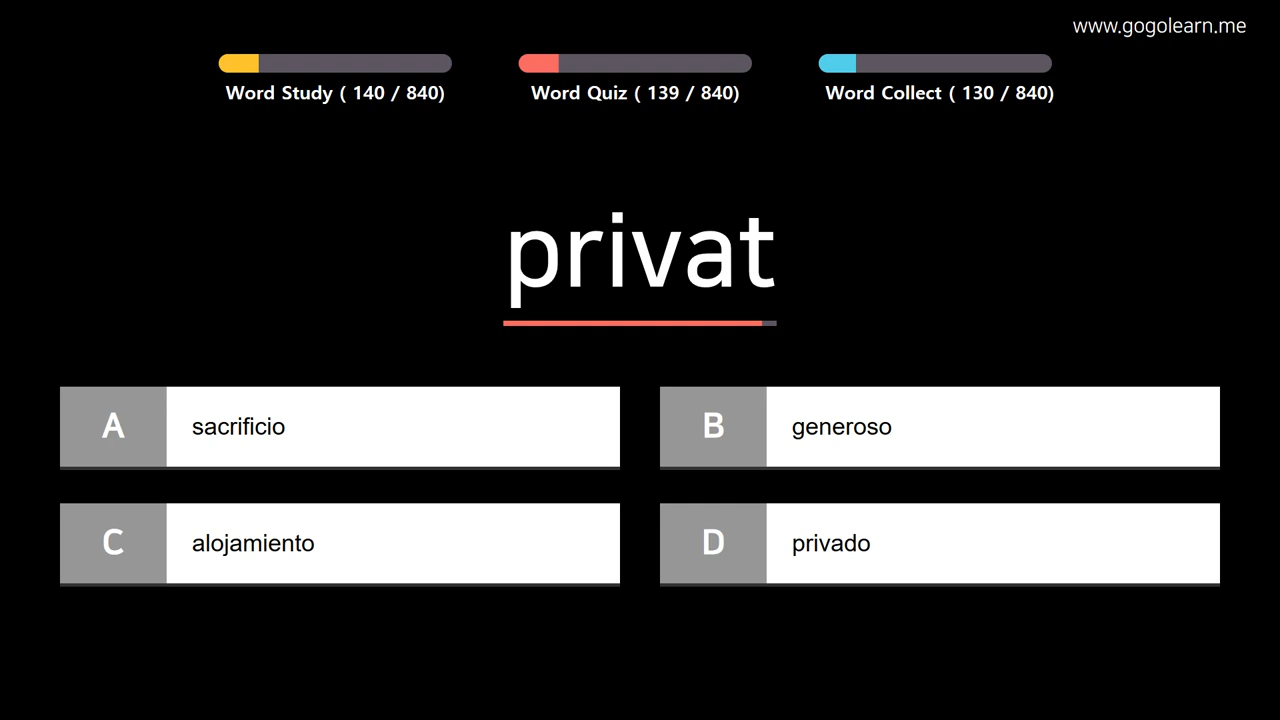 www.gogolearn.me
Word Study ( 140 / 840)
Word Quiz ( 139 / 840)
Word Collect ( 130 / 840)
privat
A sacrificio
B generoso
C alojamiento
D privado